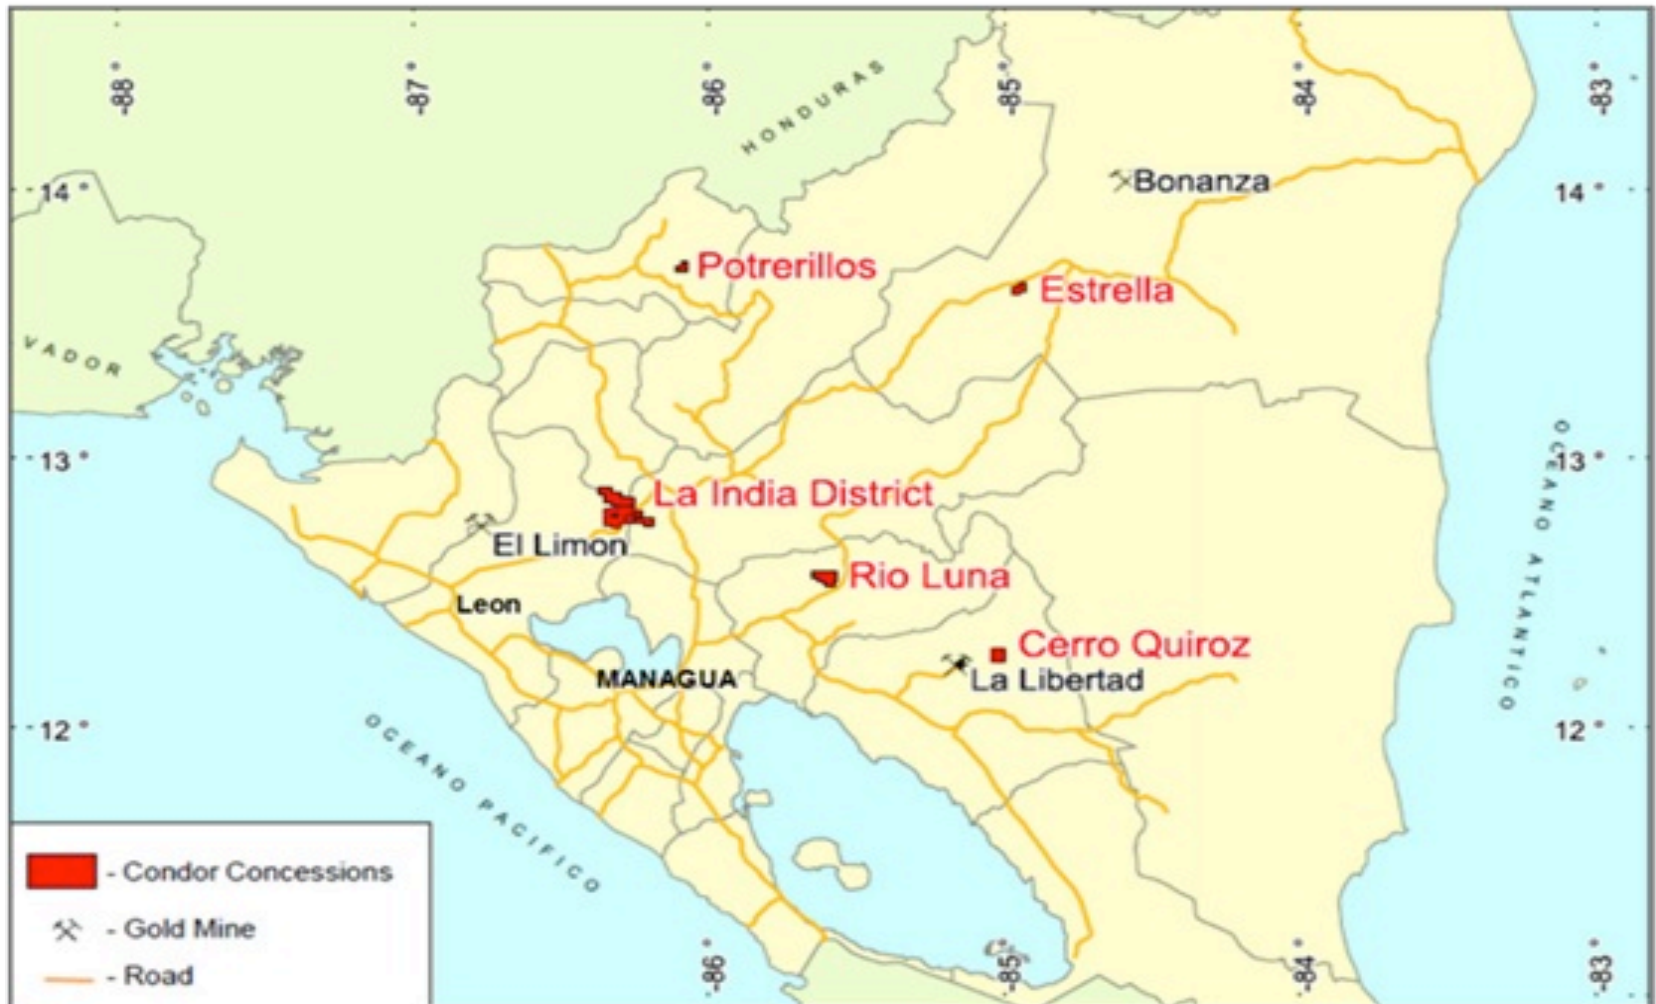 -88°
-87°
-86°
-85°
-84°
-83°
HONDURAS
14°
Bonanza
14°
Potrerillos
Estrella
VADOR
13°
13°
OCEANO ATLANTICO
La India District
El Limon
Rio Luna
Leon
Cerro Quiroz
MANAGUA
La Libertad
12°
12°
OCEANO PACIFICO
- Condor Concessions
- Gold Mine
- Road
-86°
-85°
-84°
-83°